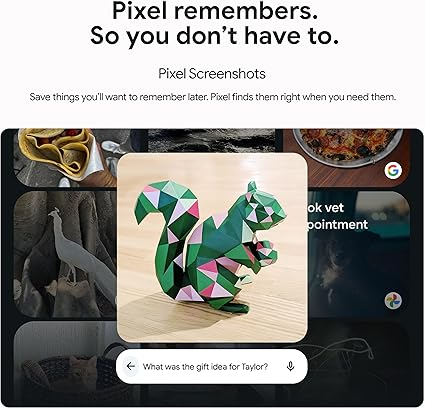 Pixel remembers.
So you don’t have to.
Pixel Screenshots
Save things you’ll want to remember later. Pixel finds them right when you need them.
ok vet
pointment
What was the gift idea for Taylor?